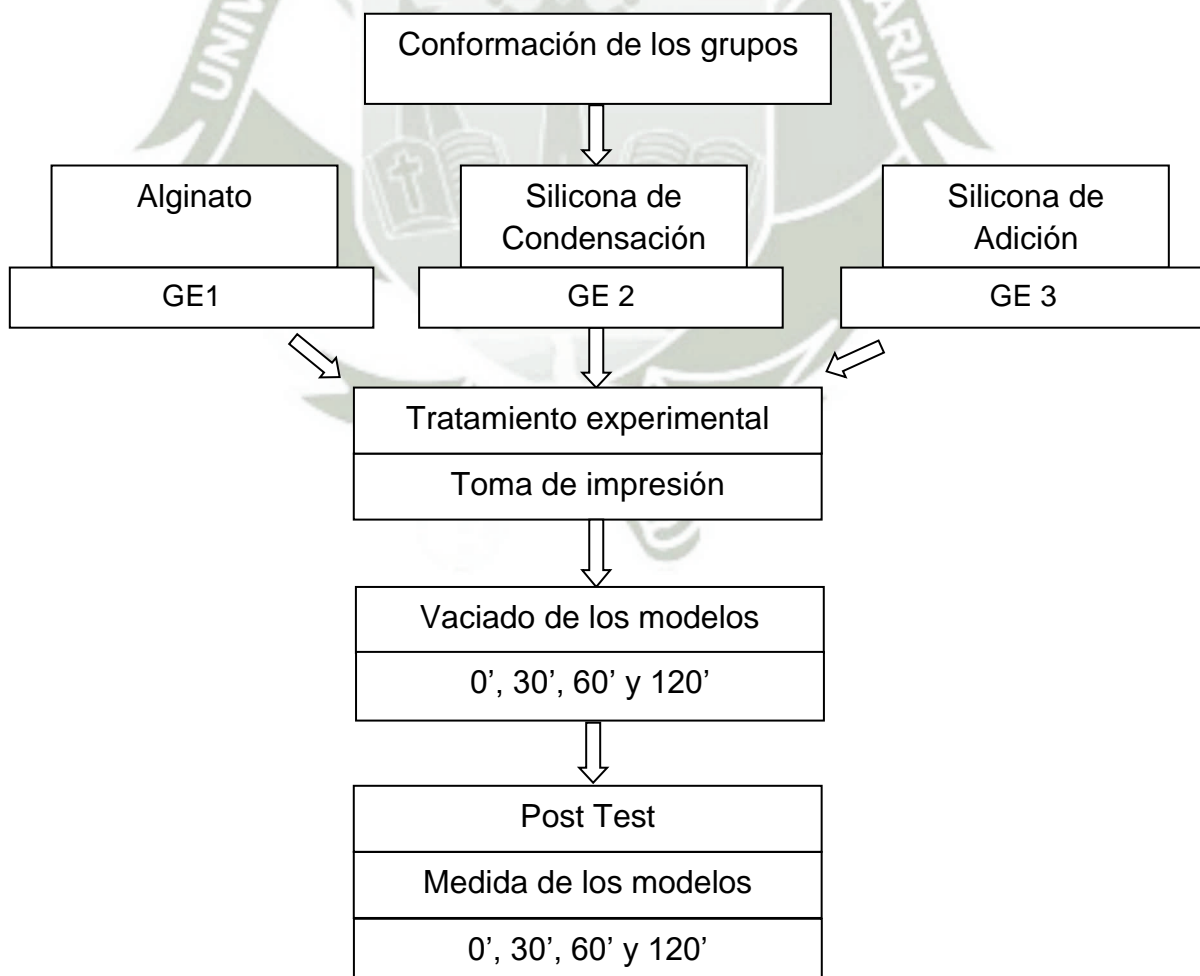 UNIV
ARIA
Conformación de los grupos
Alginato
Silicona de
Condensación
Silicona de
Adición
GE1
GE 2
GE 3
Tratamiento experimental
Toma de impresión
Vaciado de los modelos
0’, 30’, 60’ y 120’
Post Test
Medida de los modelos
0’, 30’, 60’ y 120’